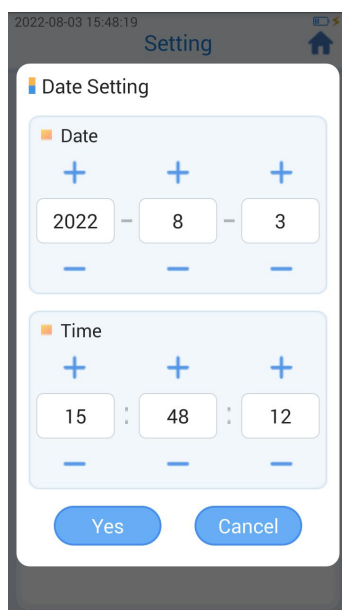 2022-08-03 15:48:19
Setting
Date Setting
Date
+ + +
2022 - 8 - 3
- - -
Time
+ + +
15 : 48 : 12
- - -
Yes Cancel